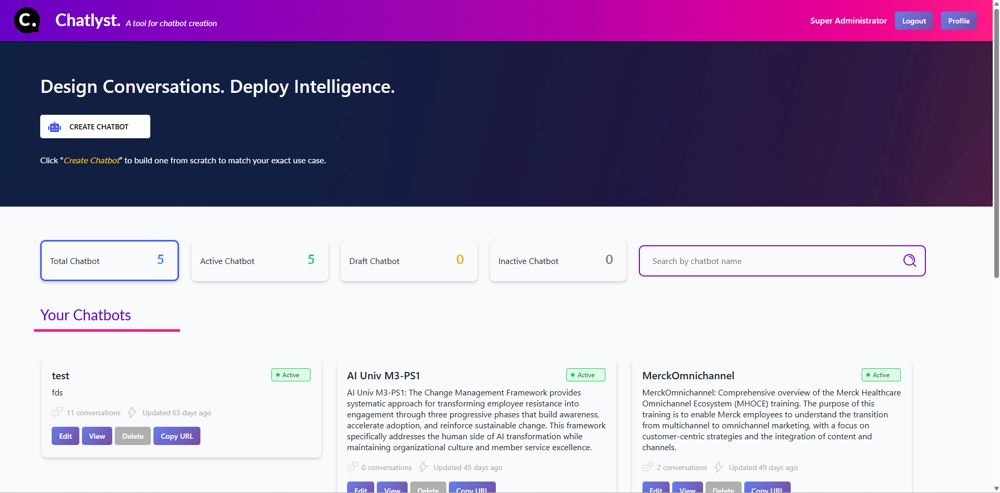 C.
Chatlyst. A tool for chatbot creation
Super Administrator
Logout
Profile
Design Conversations. Deploy Intelligence.
CREATE CHATBOT
Click “Create Chatbot” to build one from scratch to match your exact use case.
Total Chatbot 5
Active Chatbot 5
Draft Chatbot 0
Inactive Chatbot 0
Search by chatbot name
Your Chatbots
test
Active
fds
11 conversations
Updated 63 days ago
Edit
View
Delete
Copy URL
AI Univ M3-PS1
Active
AI Univ M3-PS1: The Change Management Framework provides
systematic approach for transforming employee resistance into
engagement through three progressive phases that build awareness,
accelerate adoption, and reinforce sustainable change. This framework
specifically addresses the human side of AI transformation while
maintaining organizational culture and member service excellence.
0 conversations
Updated 45 days ago
Edit
View
Delete
Copy URL
MerckOmnichannel
Active
MerckOmnichannel: Comprehensive overview of the Merck Healthcare
Omnichannel Ecosystem (MHOCE) training. The purpose of this
training is to enable Merck employees to understand the transition
from multichannel to omnichannel marketing, with a focus on
customer-centric strategies and the integration of content and
channels.
2 conversations
Updated 49 days ago
Edit
View
Delete
Copy URL